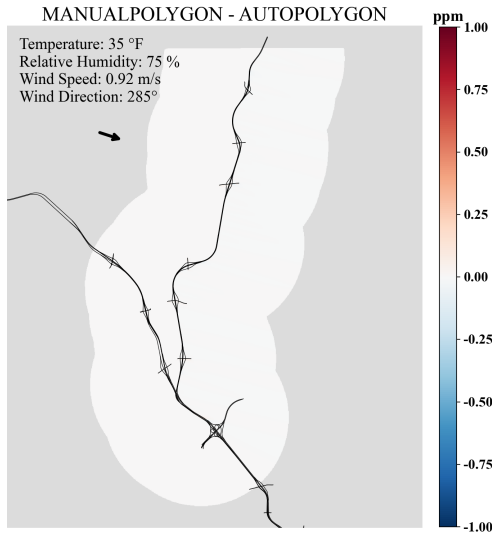 MANUALPOLYGON - AUTOPOLYGON
ppm
Temperature: 35 °F
Relative Humidity: 75 %
Wind Speed: 0.92 m/s
Wind Direction: 285°
1.00
0.75
0.50
0.25
0.00
-0.25
-0.50
-0.75
-1.00